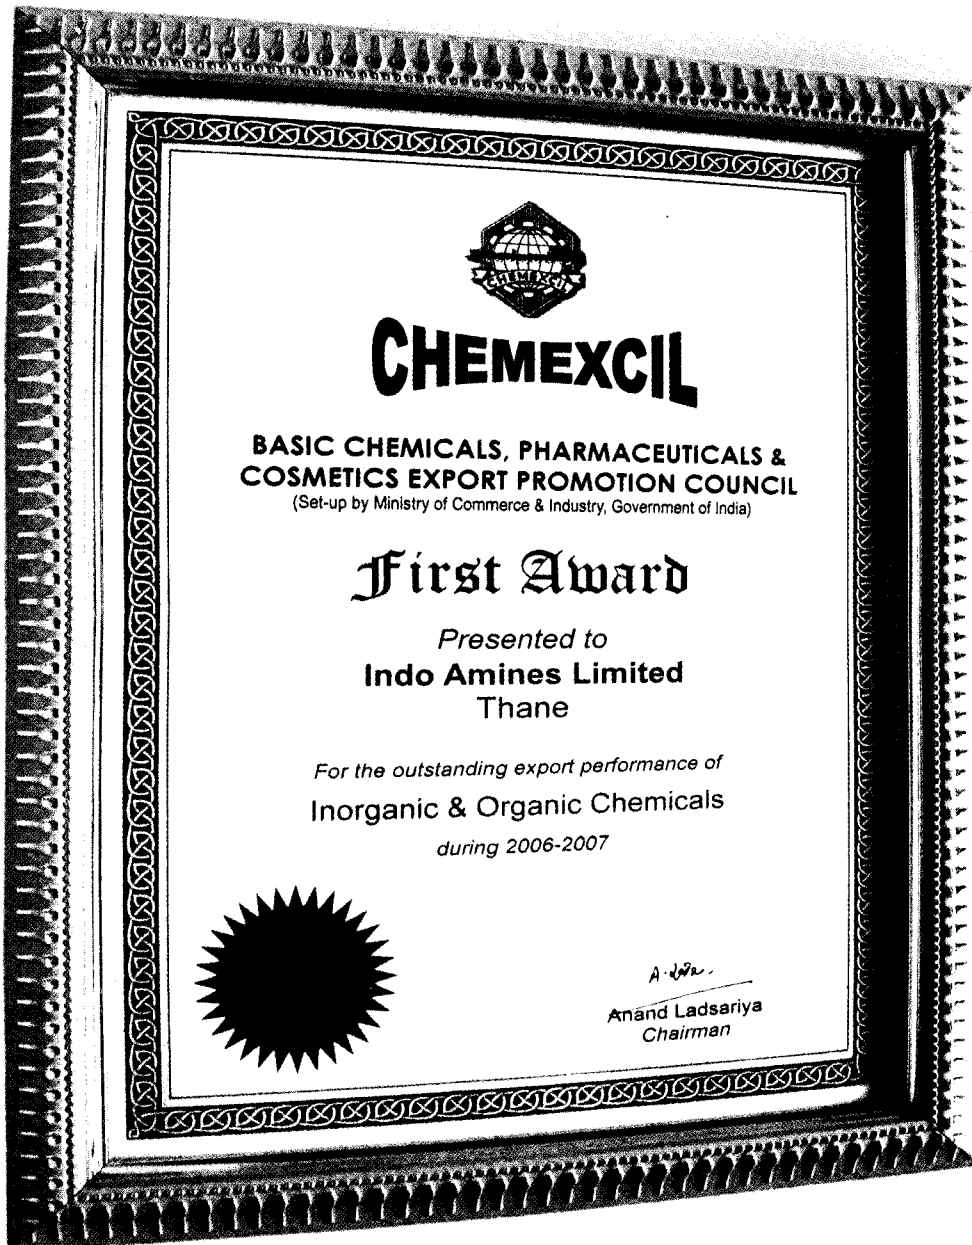 CHEMEXCIL
CHEMEXCIL
BASIC CHEMICALS, PHARMACEUTICALS &
COSMETICS EXPORT PROMOTION COUNCIL
(Set-up by Ministry of Commerce & Industry, Government of India)
First Award
Presented to
Indo Amines Limited
Thane
For the outstanding export performance of
Inorganic & Organic Chemicals
during 2006-2007
Anand Ladsariya
Chairman